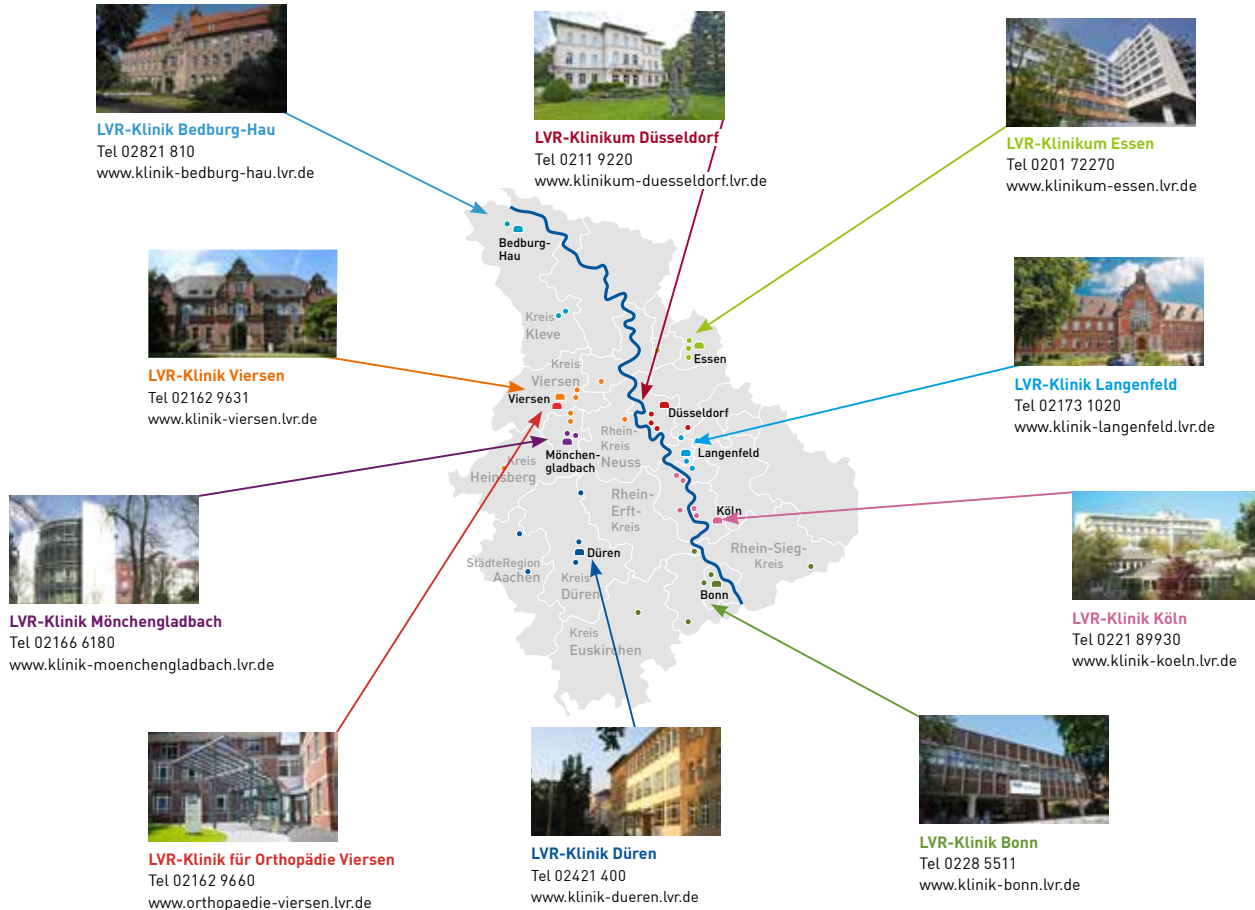 LVR-Klinik Bedburg-Hau
Tel 02821 810
www.klinik-bedburg-hau.lvr.de
LVR-Klinikum Düsseldorf
Tel 0211 9220
www.klinikum-duesseldorf.lvr.de
LVR-Klinikum Essen
Tel 0201 72270
www.klinikum-essen.lvr.de
LVR-Klinik Viersen
Tel 02162 9631
www.klinik-viersen.lvr.de
LVR-Klinik Langenfeld
Tel 02173 1020
www.klinik-langenfeld.lvr.de
Bedburg-
Hau
Kreis
Kleve
Essen
Kreis
Viersen
Viersen
Düsseldorf
Rhein-
Kreis
Neuss
Mönchen-
gladbach
Langenfeld
Kreis
Heinsberg
Rhein-
Erft-
Kreis
Köln
Rhein-Sieg-
Kreis
Düren
StädteRegion
Aachen
Kreis
Düren
Bonn
Kreis
Euskirchen
LVR-Klinik Mönchengladbach
Tel 02166 6180
www.klinik-moenchengladbach.lvr.de
LVR-Klinik Köln
Tel 0221 89930
www.klinik-koeln.lvr.de
LVR-Klinik für Orthopädie Viersen
Tel 02162 9660
www.orthopaedie-viersen.lvr.de
LVR-Klinik Düren
Tel 02421 400
www.klinik-dueren.lvr.de
LVR-Klinik Bonn
Tel 0228 5511
www.klinik-bonn.lvr.de